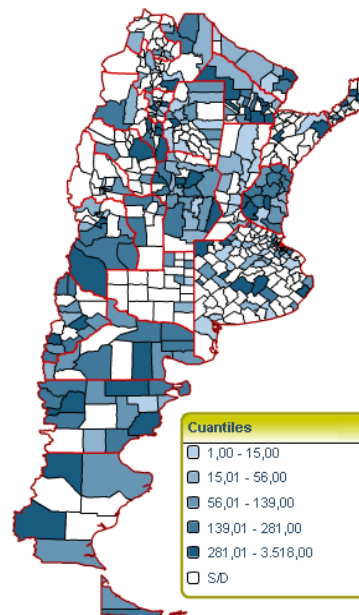 Cuantiles
1,00 - 15,00
15,01 - 56,00
56,01 - 139,00
139,01 - 281,00
281,01 - 3.518,00
S/D